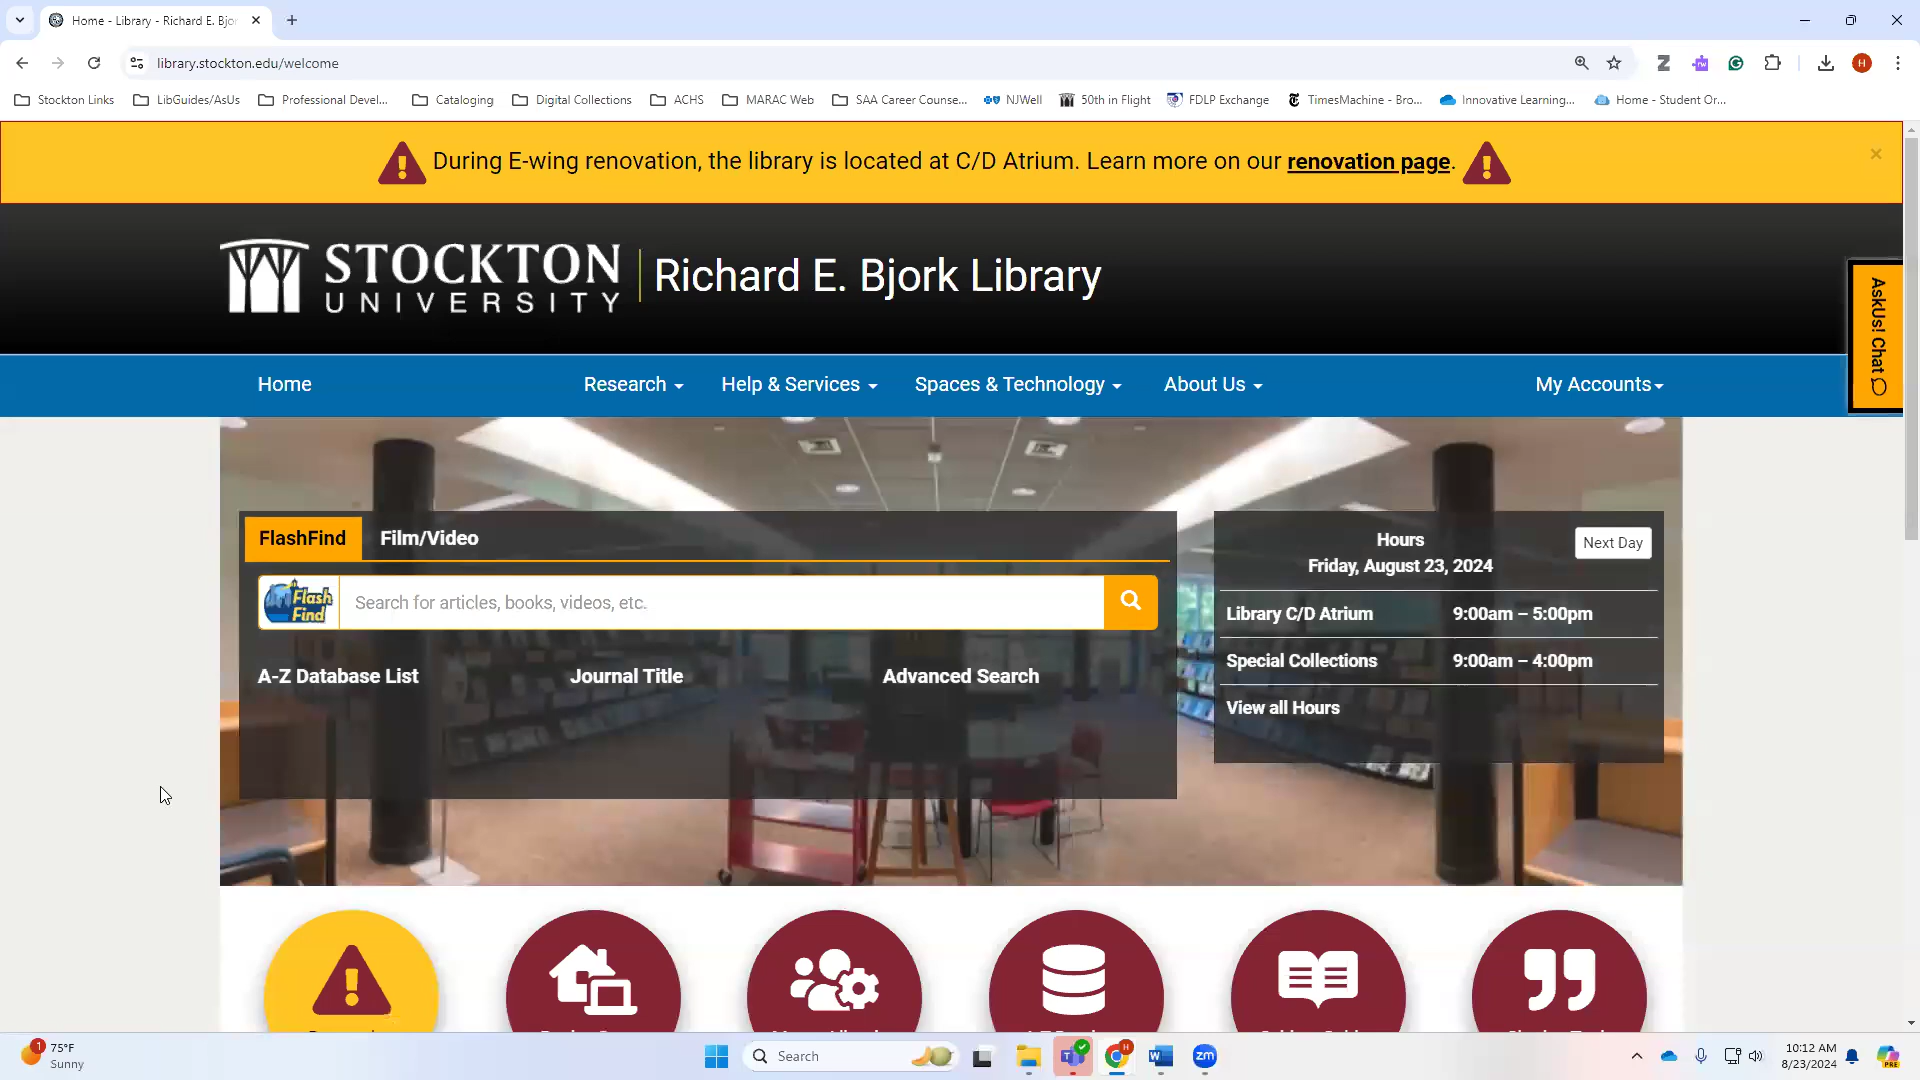 Home - Library - Richard E. Bjor
library.stockton.edu/welcome
H
Stockton Links
LibGuides/AsUs
Professional Devel...
Cataloging
Digital Collections
ACHS
MARAC Web
SAA Career Counse...
NJWell
50th in Flight
FDLP Exchange
TimesMachine - Bro...
Innovative Learning...
Home - Student Or...
During E-wing renovation, the library is located at C/D Atrium. Learn more on our renovation page.
STOCKTON
UNIVERSITY
Richard E. Bjork Library
AskUs! Chat
Home
Research
Help & Services
Spaces & Technology
About Us
My Accounts
FlashFind
Film/Video
Flash
Find
Search for articles, books, videos, etc.
A-Z Database List
Journal Title
Advanced Search
Hours
Friday, August 23, 2024
Next Day
Library C/D Atrium 9:00am – 5:00pm
Special Collections 9:00am – 4:00pm
View all Hours
1
75°F
Sunny
Search
H
zm
10:12 AM
8/23/2024
PRE